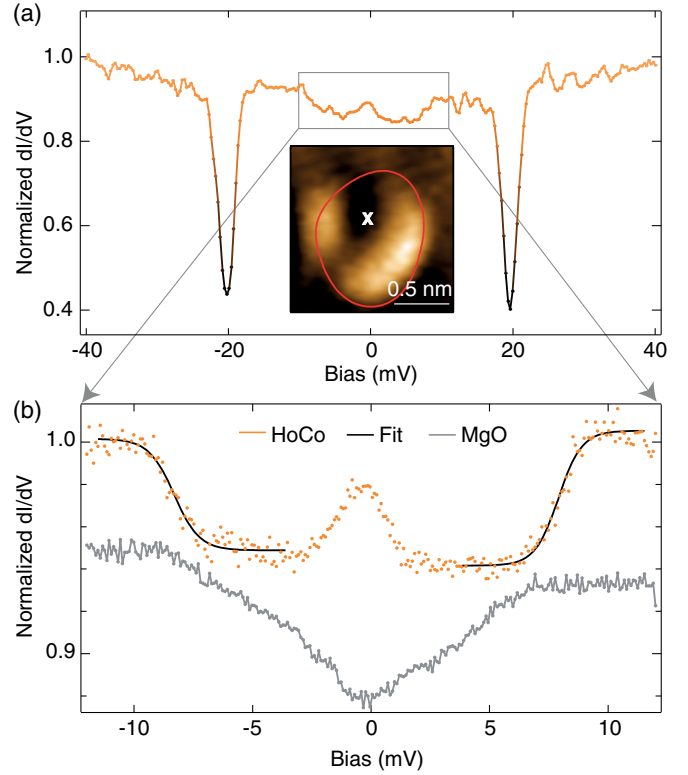 (a)
1.0
0.8
0.6
0.4
Normalized dI/dV
x
0.5 nm
-40 -20 0 20 40
Bias (mV)
(b)
HoCo Fit MgO
1.0
0.9
Normalized dI/dV
-10 -5 0 5 10
Bias (mV)